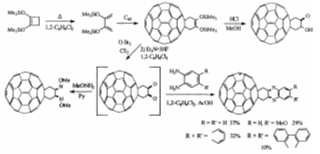 Me₃SiO
Me₃SiO
Δ
1,2-C₆H₄Cl₂
Me₃SiO
Me₃SiO
C₆₀
OSiMe₃
OSiMe₃
HCl
MeOH
O
OH
1) Br₂
CS₂
2) Et₃N•3HF
1,2-C₆H₄Cl₂
OMe
N
N
OMe
MeONH₂
Py
O
O
H₂N
H₂N
R
R'
1,2-C₆H₄Cl₂, AcOH
N
N
R
R'
R = R' = H 37%
R = H, R' = MeO 29%
R + R' =
32%
R + R' =
10%